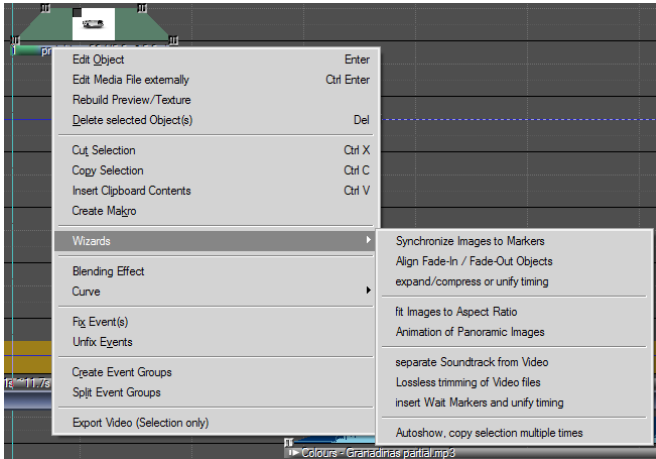 pr
Edit Object Enter
Edit Media File externally Ctrl Enter
Rebuild Preview/Texture
Delete selected Object(s) Del
Cut Selection Ctrl X
Copy Selection Ctrl C
Insert Clipboard Contents Ctrl V
Create Makro
Wizards
Synchronize Images to Markers
Align Fade-In / Fade-Out Objects
expand/compress or unify timing
Blending Effect
Curve
fit Images to Aspect Ratio
Animation of Panoramic Images
Fix Event(s)
Unfix Events
separate Soundtrack from Video
Lossless trimming of Video files
insert Wait Markers and unify timing
Create Event Groups
Split Event Groups
Export Video (Selection only)
Autoshow, copy selection multiple times
Colours - Granadinas partial.mp3